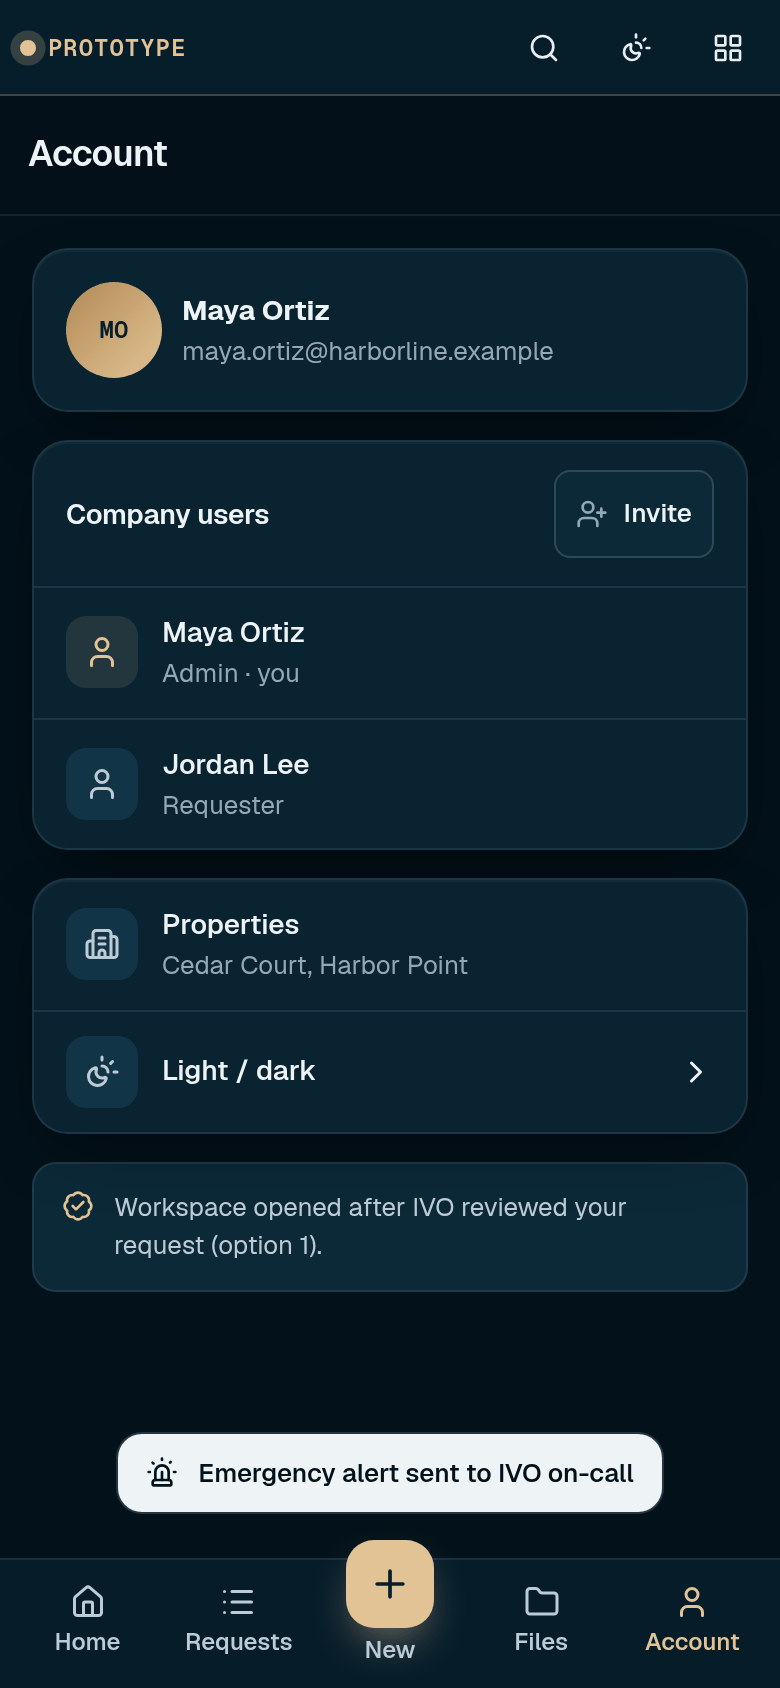 PROTOTYPE
Account
MO
Maya Ortiz
maya.ortiz@harborline.example
Company users
Invite
Maya Ortiz
Admin · you
Jordan Lee
Requester
Properties
Cedar Court, Harbor Point
Light / dark
Workspace opened after IVO reviewed your
request (option 1).
Emergency alert sent to IVO on-call
Home
Requests
New
Files
Account